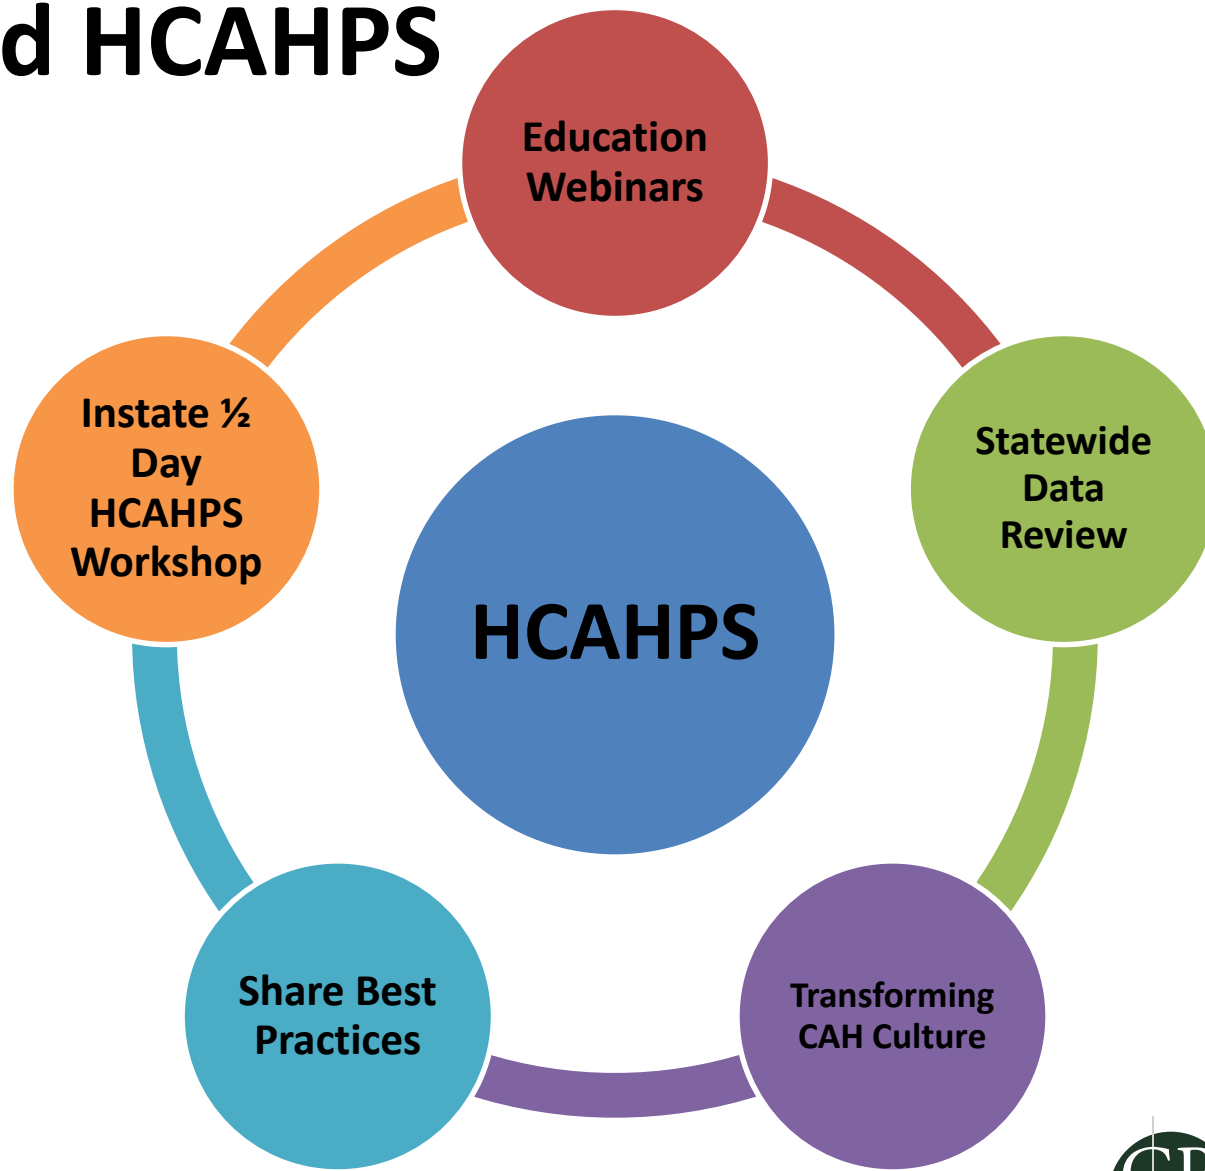 d HCAHPS
Education
Webinars
Instate ½
Day
HCAHPS
Workshop
Statewide
Data
Review
HCAHPS
Share Best
Practices
Transforming
CAH Culture